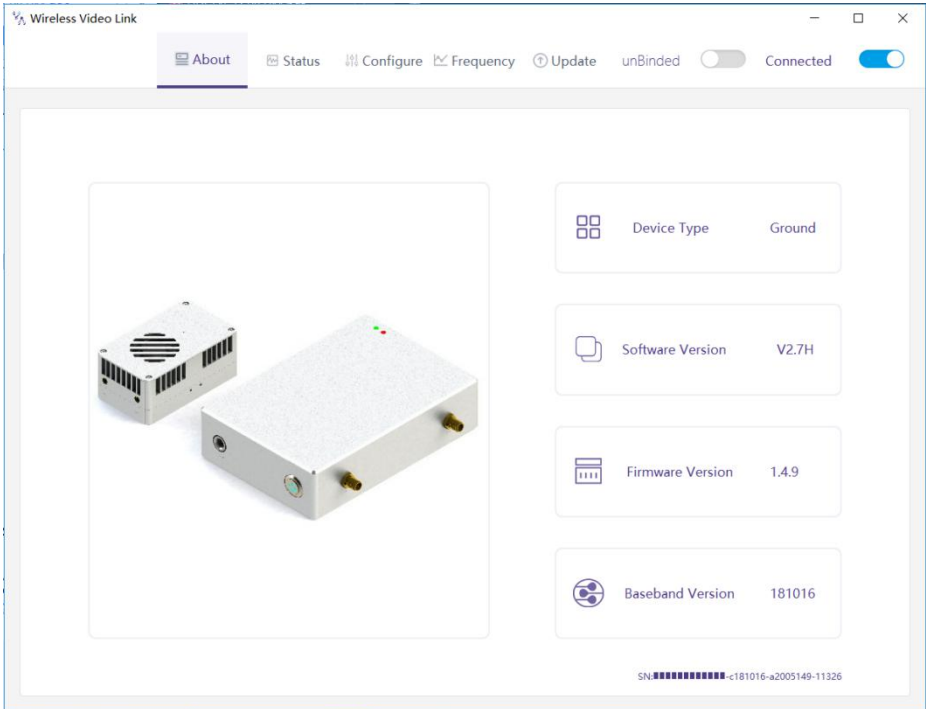 Wireless Video Link
About Status Configure Frequency Update unBinded Connected
Device Type Ground
Software Version V2.7H
Firmware Version 1.4.9
Baseband Version 181016
SN: -c181016-a2005149-11326